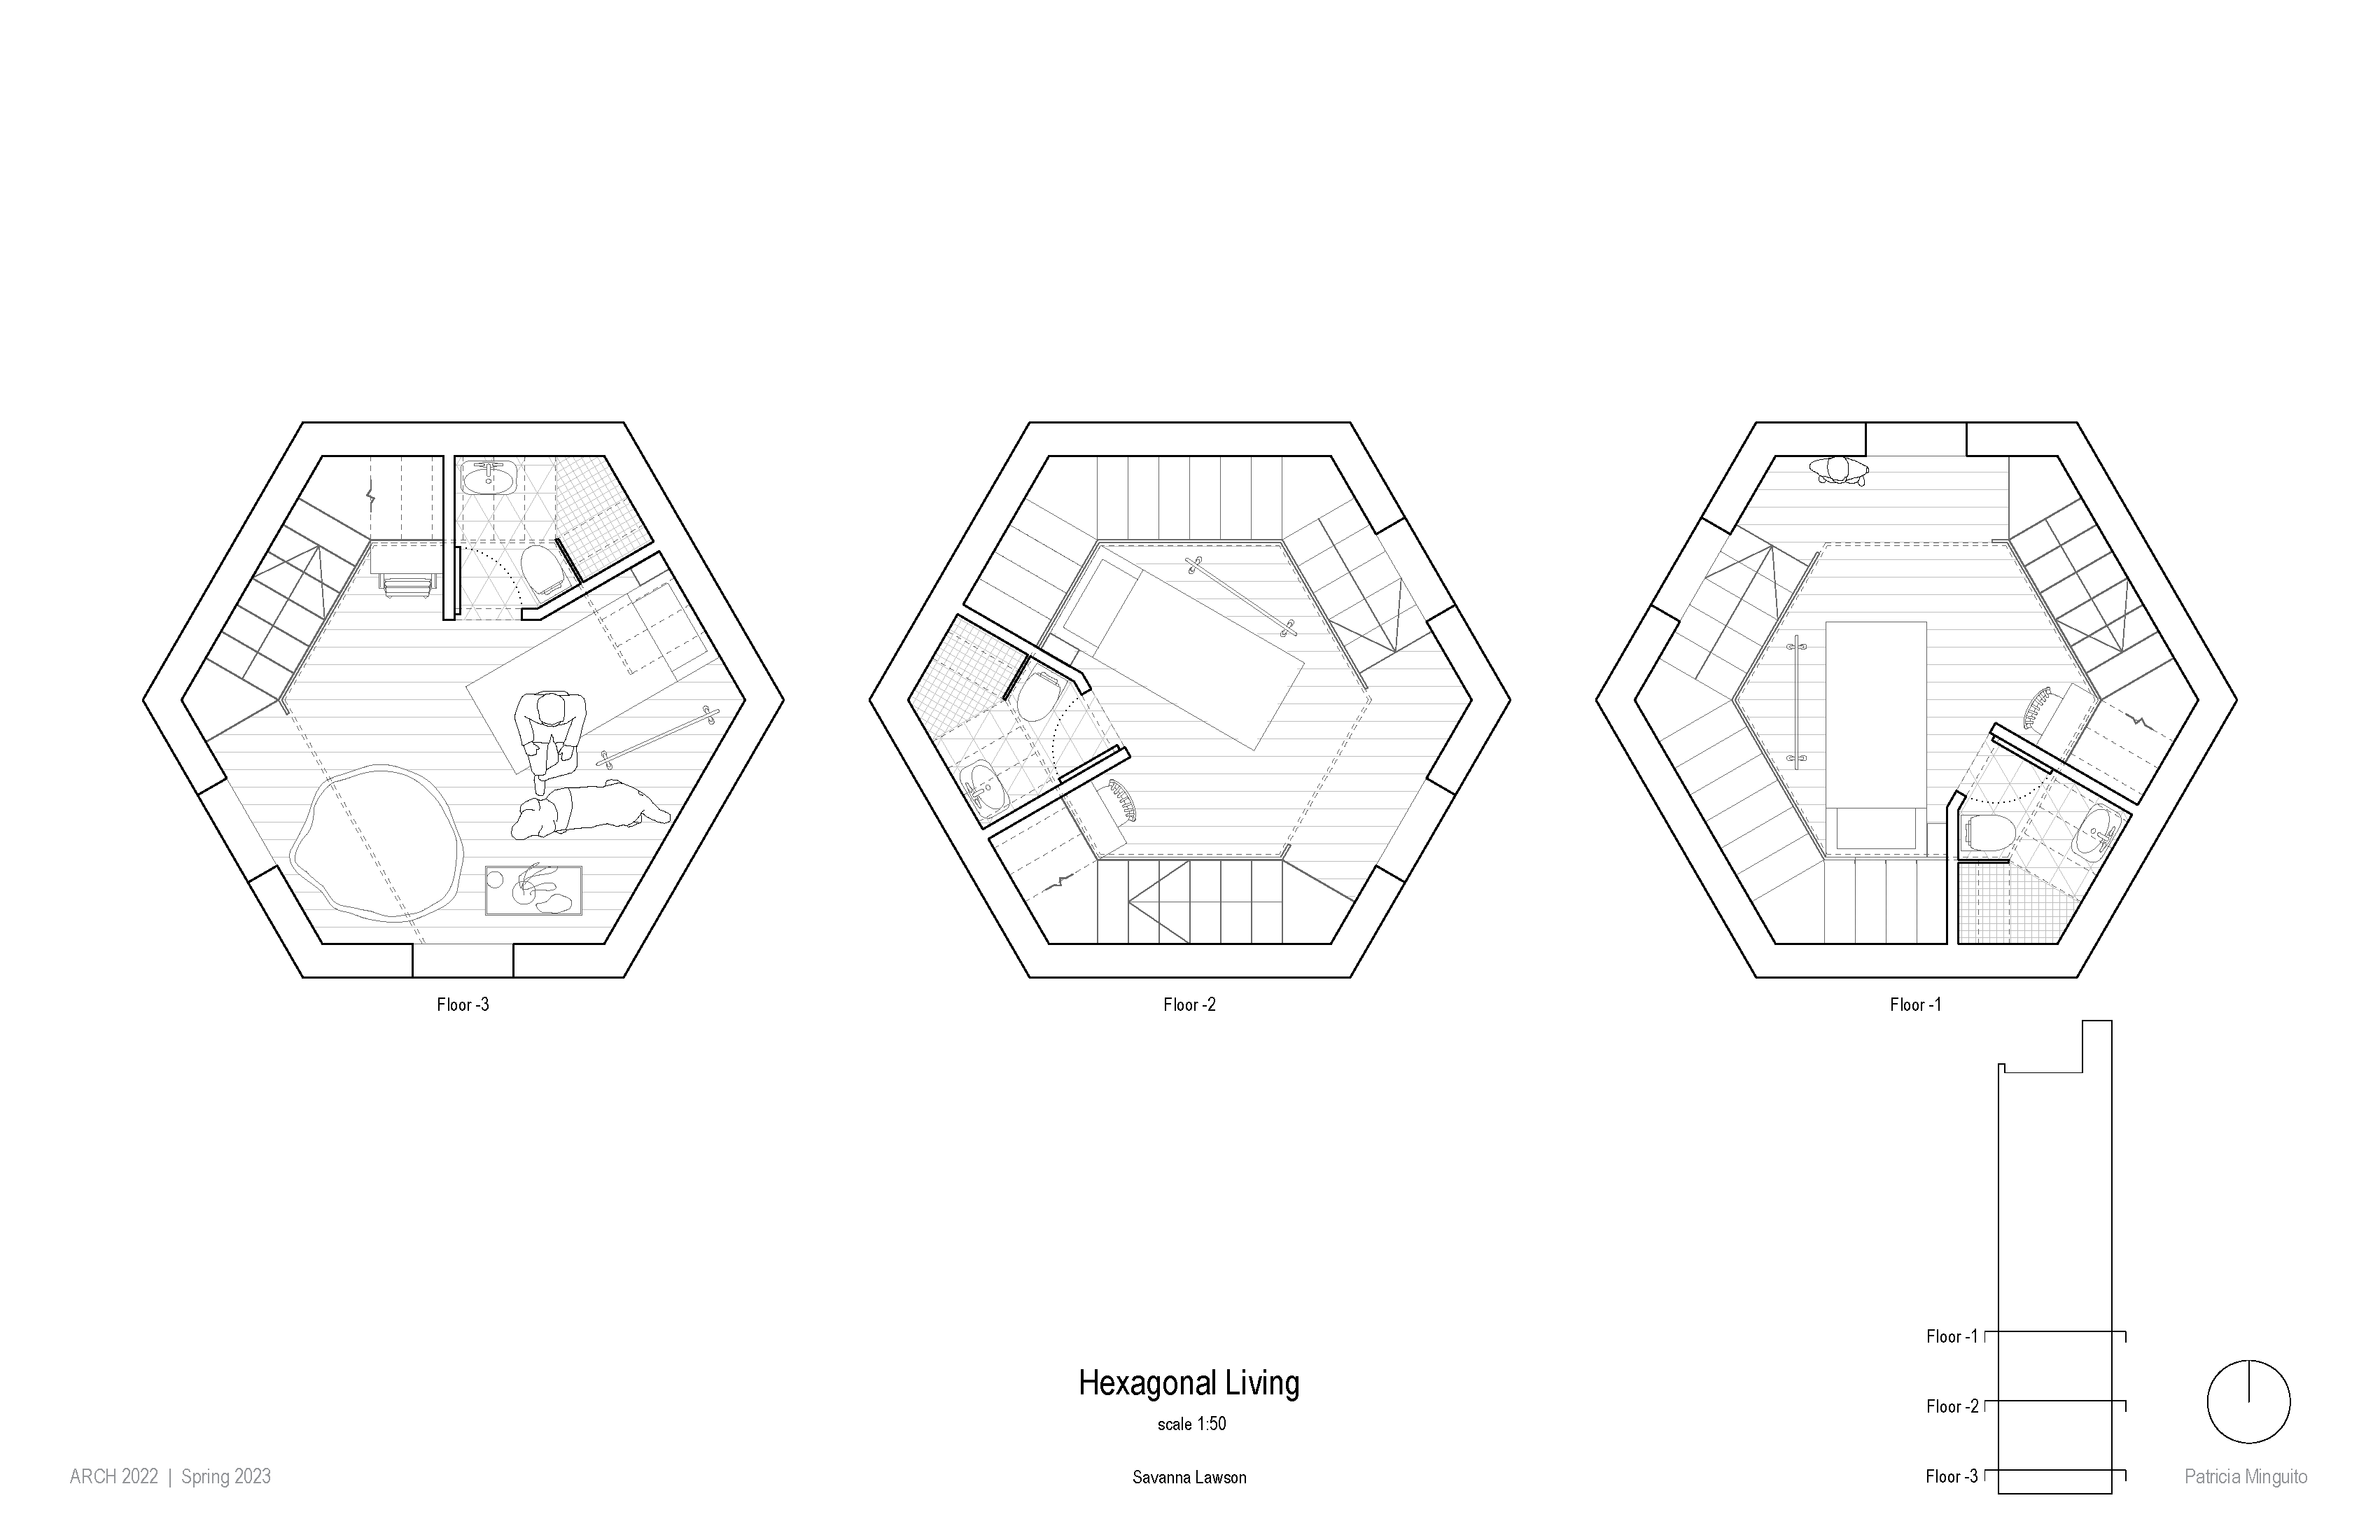 Floor -3
Floor -2
Floor -1
Floor -1
Floor -2
Floor -3
Hexagonal Living
scale 1:50
Savanna Lawson
ARCH 2022 | Spring 2023
Patricia Minguito